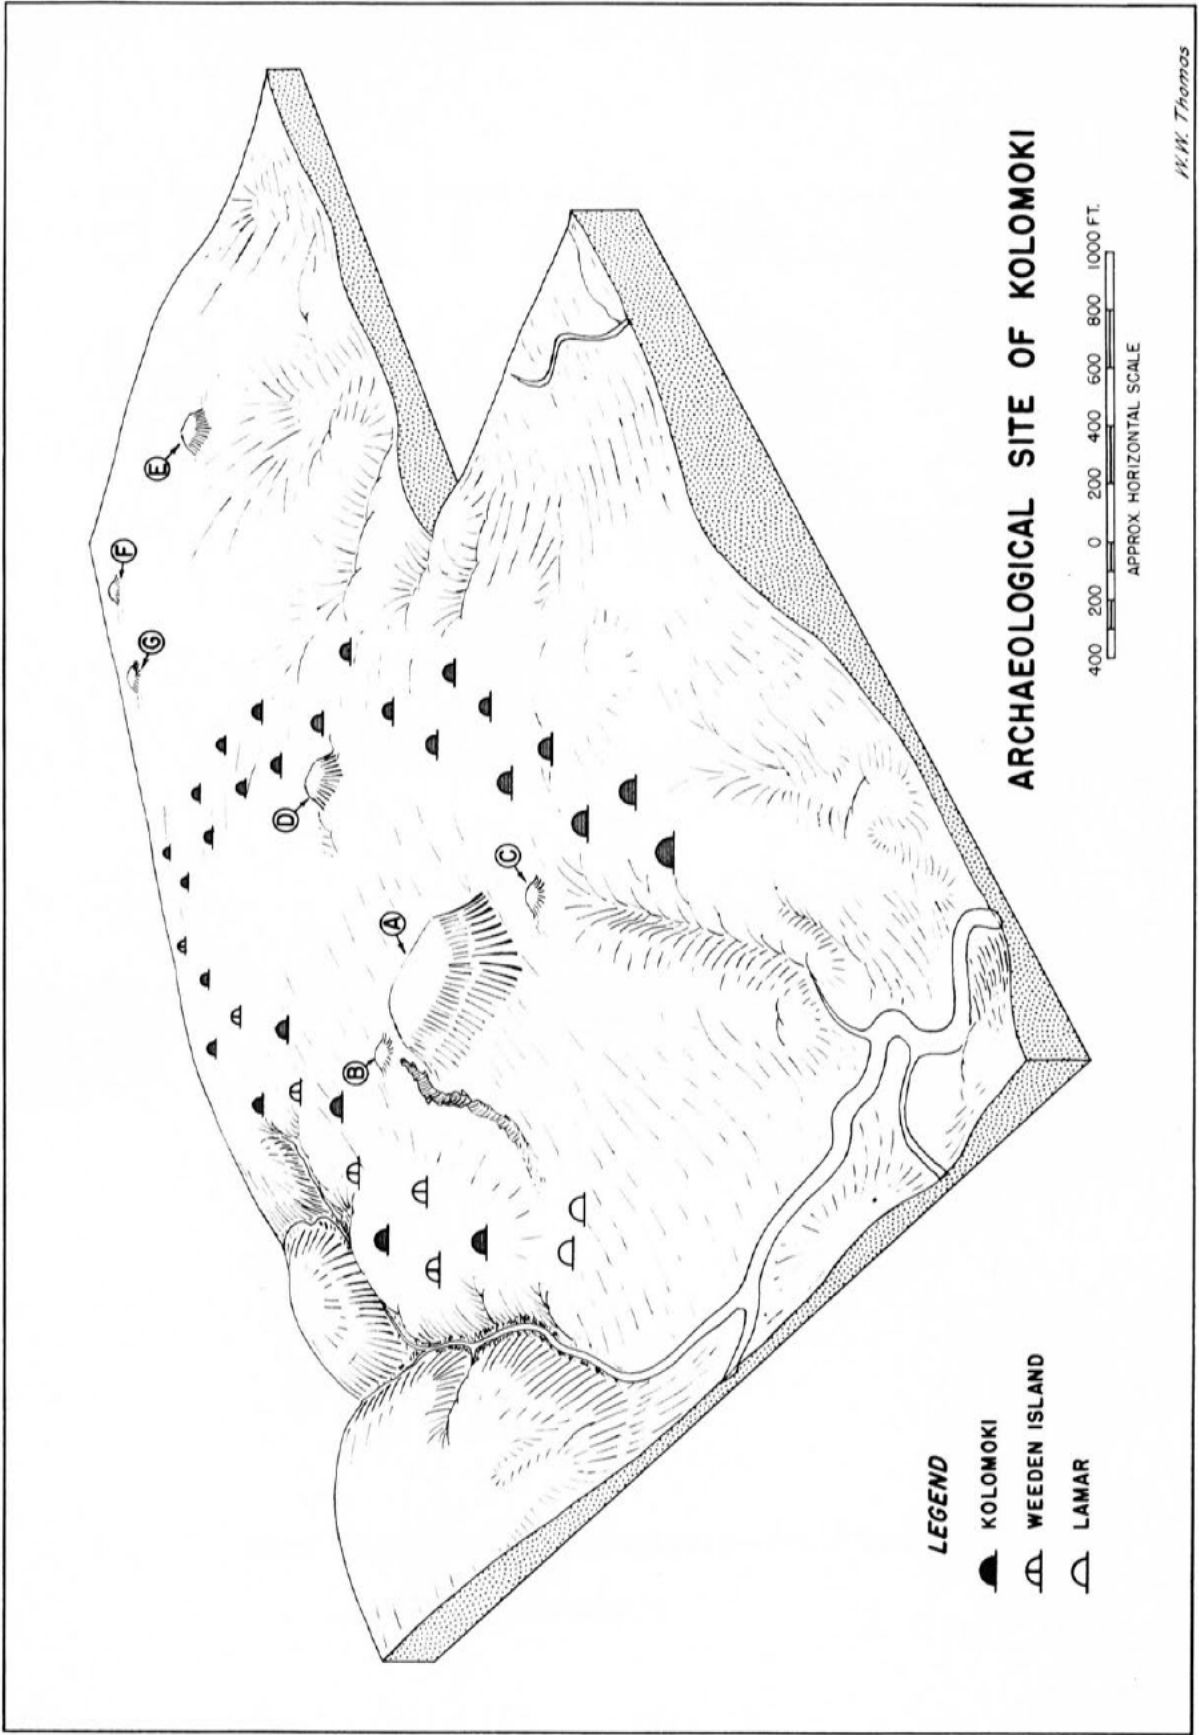 E
F
G
D
C
A
B
ARCHAEOLOGICAL SITE OF KOLOMOKI
400 200 0 200 400 600 800 1000 FT.
APPROX. HORIZONTAL SCALE
LEGEND
KOLOMOKI
WEEDEN ISLAND
LAMAR
W.W. Thomas